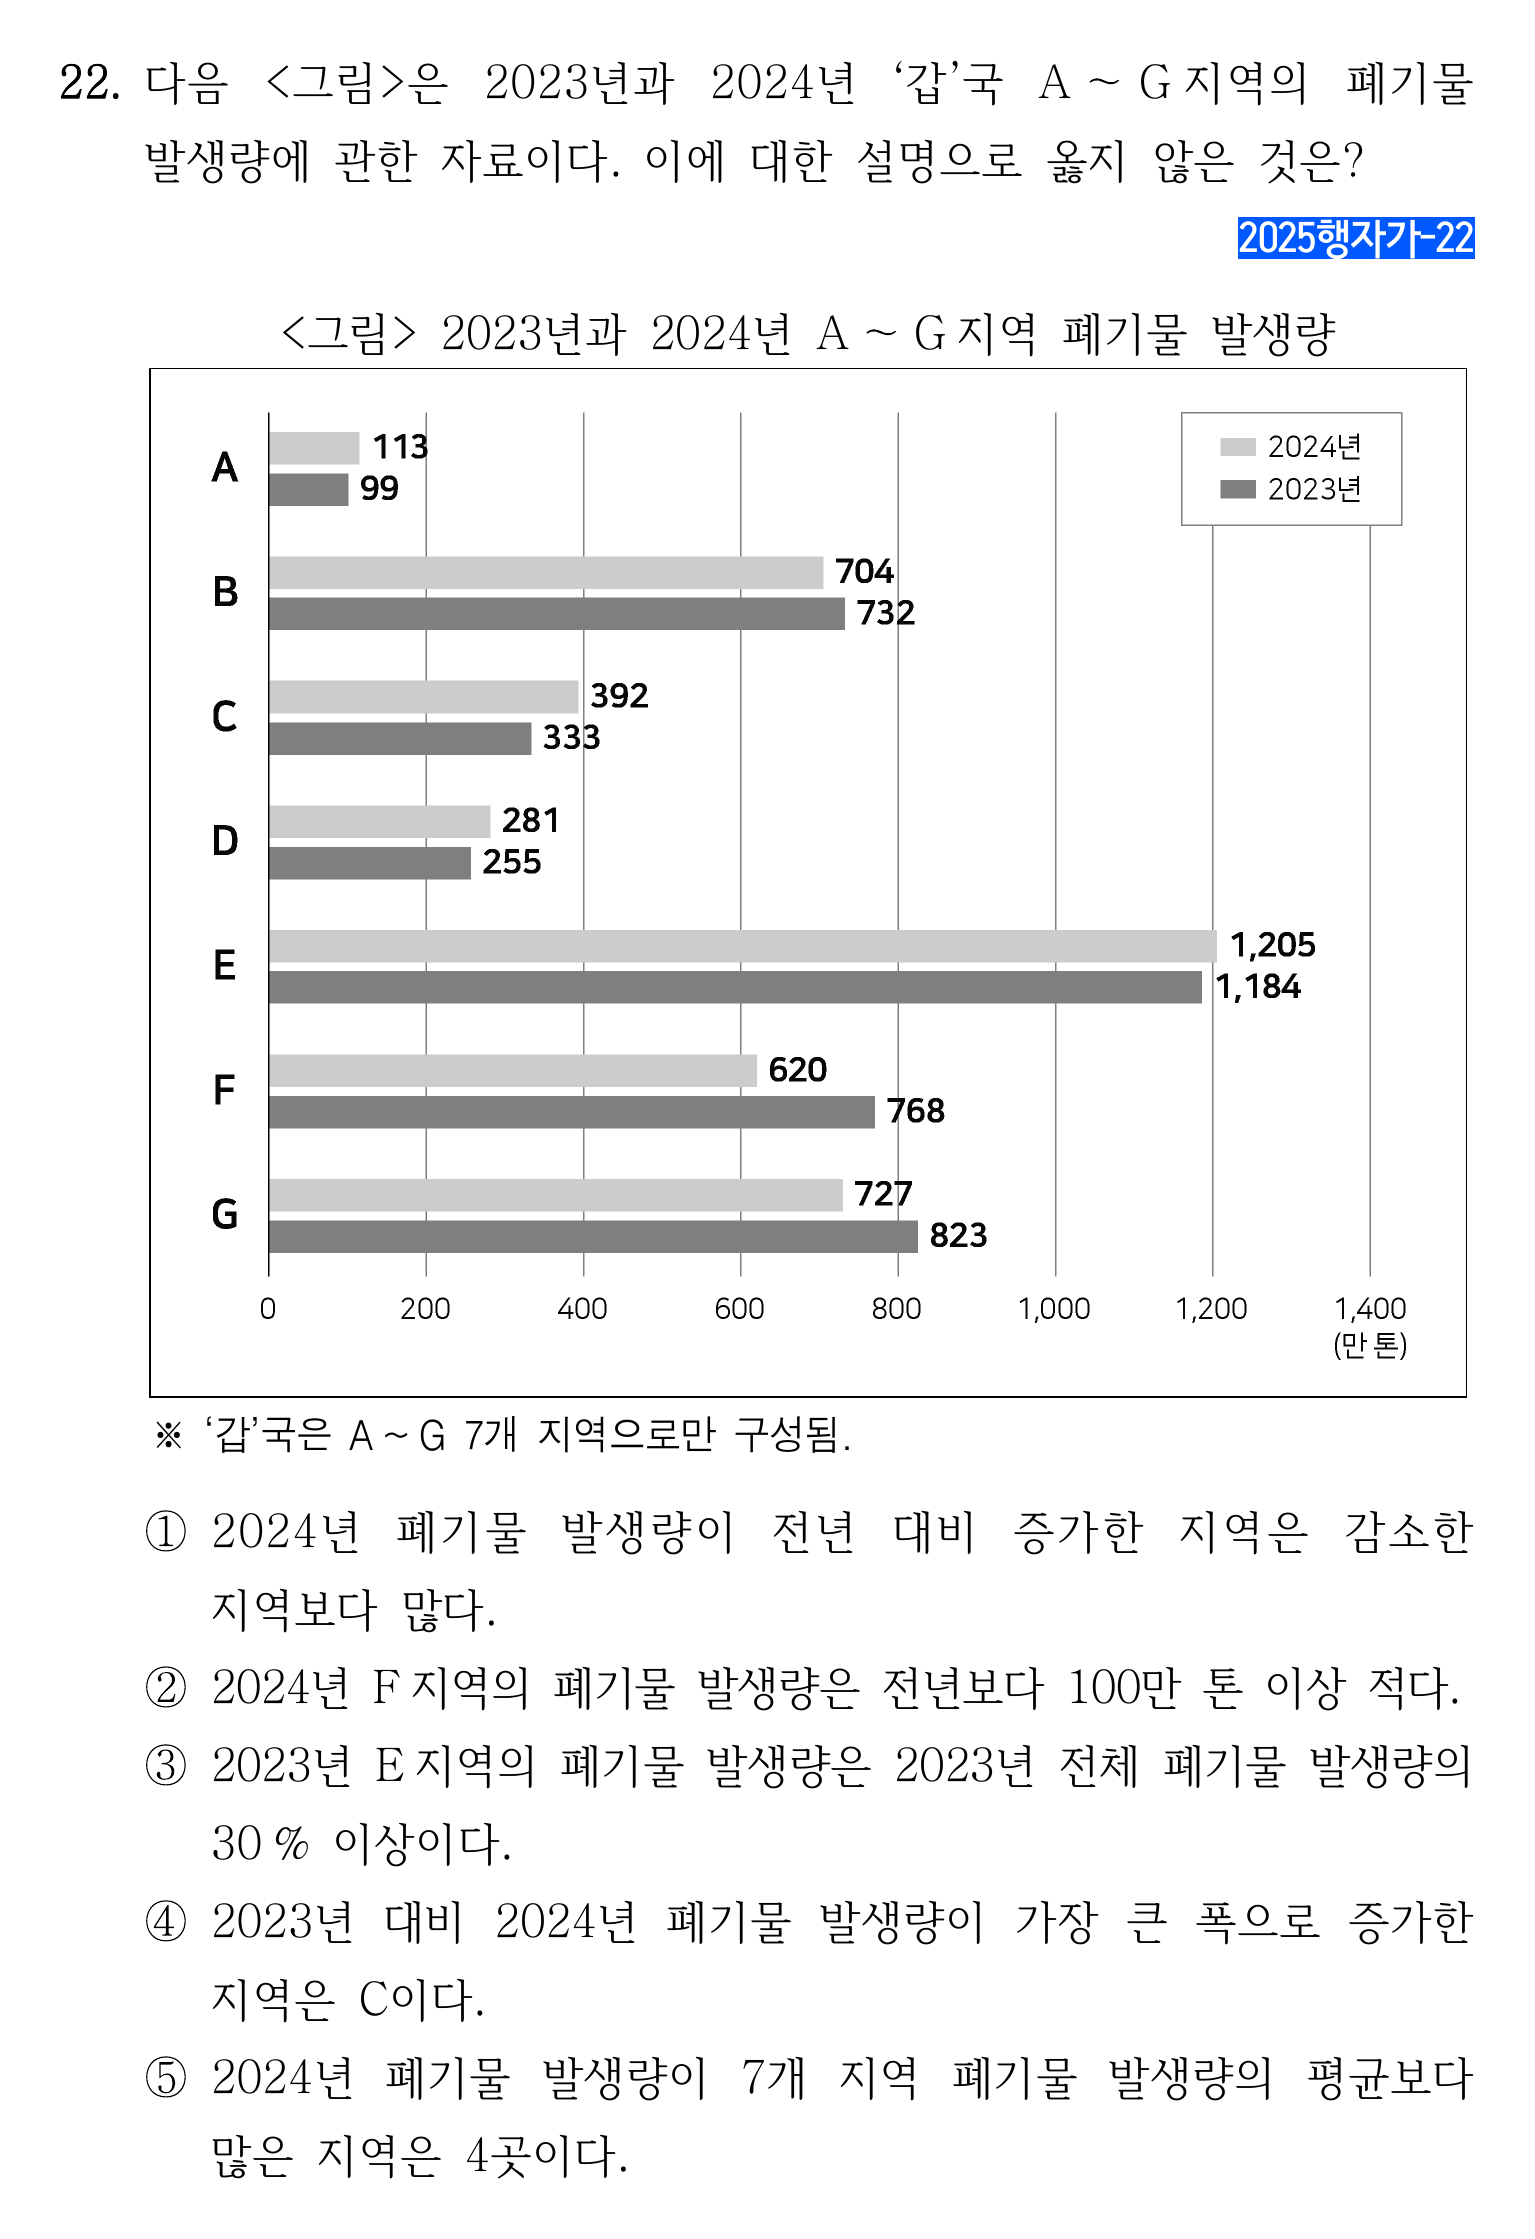 22. 다음 <그림>은 2023년과 2024년 ‘갑’국 A ~ G지역의 폐기물
발생량에 관한 자료이다. 이에 대한 설명으로 옳지 않은 것은?
2025행자가-22
<그림> 2023년과 2024년 A ~ G지역 폐기물 발생량
2024년
2023년
A
113
99
B
704
732
C
392
333
D
281
255
E
1,205
1,184
F
620
768
G
727
823
0 200 400 600 800 1,000 1,200 1,400
(만 톤)
※ ‘갑’국은 A ~ G 7개 지역으로만 구성됨.
① 2024년 폐기물 발생량이 전년 대비 증가한 지역은 감소한
지역보다 많다.
② 2024년 F지역의 폐기물 발생량은 전년보다 100만 톤 이상 적다.
③ 2023년 E지역의 폐기물 발생량은 2023년 전체 폐기물 발생량의
30 % 이상이다.
④ 2023년 대비 2024년 폐기물 발생량이 가장 큰 폭으로 증가한
지역은 C이다.
⑤ 2024년 폐기물 발생량이 7개 지역 폐기물 발생량의 평균보다
많은 지역은 4곳이다.